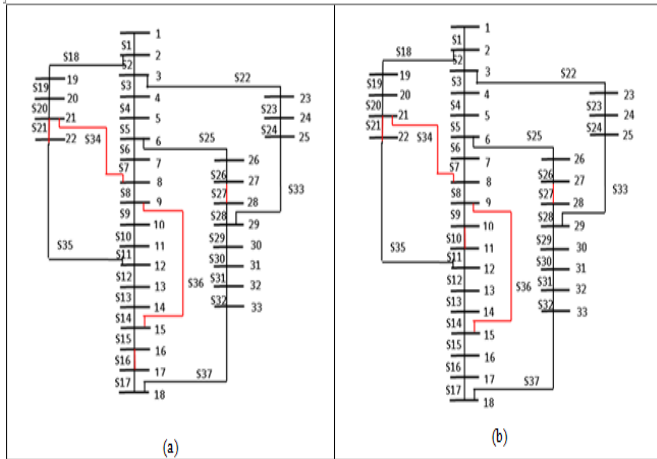 1
S1
S18
2
S2
3
S22
19
S3
S19
4
23
20
S4
S23
S20
5
24
21
S5
S24
S21
S34
6
S25
25
22
S6
7
26
S7
S26
8
27
S33
S8
S27
9
28
S9
S28
10
29
S35
S10
S29
11
30
S11
S30
12
31
S12
S36
S31
13
32
S13
S32
14
33
S14
15
S15
16
S16
17
S37
S17
18
(a)
1
S1
S18
2
S2
3
S22
19
S3
S19
4
23
20
S4
S23
S20
5
24
21
S5
S24
S21
S34
6
S25
25
22
S6
7
26
S7
S26
8
27
S33
S8
S27
9
28
S9
S28
10
29
S35
S10
S29
11
30
S11
S30
12
31
S12
S36
S31
13
32
S13
S32
14
33
S14
15
S15
16
S16
17
S37
S17
18
(b)